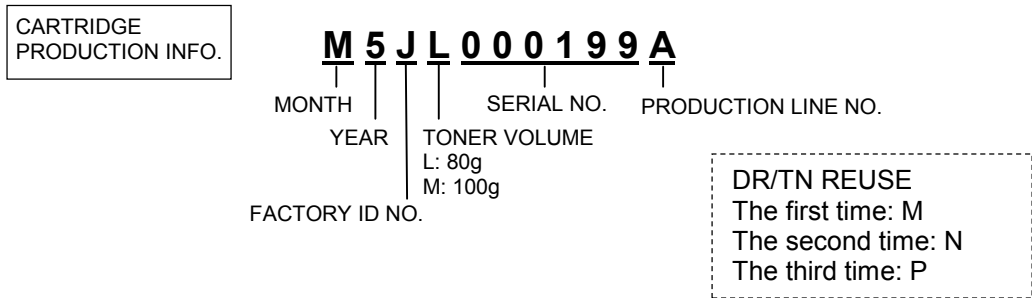 CARTRIDGE
PRODUCTION INFO.
M 5 J L 0 0 0 1 9 9 A
MONTH
SERIAL NO.
PRODUCTION LINE NO.
YEAR
TONER VOLUME
L: 80g
M: 100g
FACTORY ID NO.
DR/TN REUSE
The first time: M
The second time: N
The third time: P